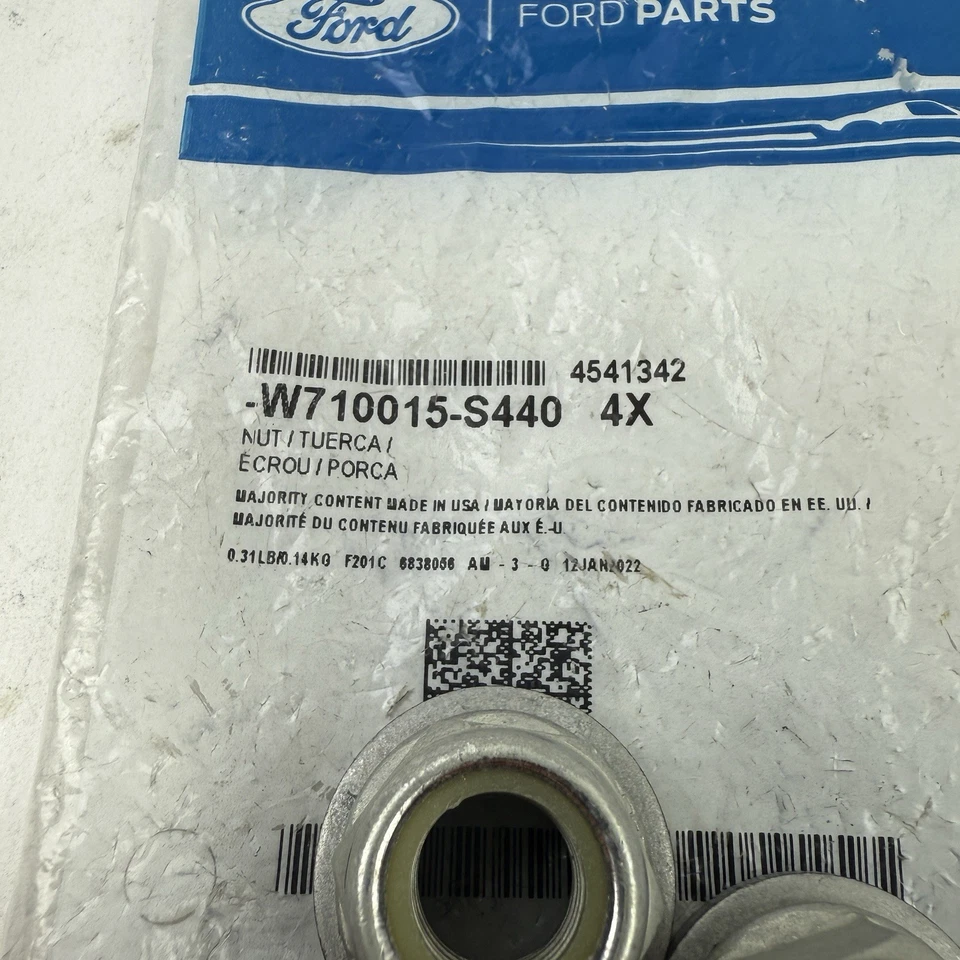 Ford
FORD PARTS
4541342
-W710015-S440 4X
NUT / TUERCA /
ÉCROU / PORCA
MAJORITY CONTENT MADE IN USA / MAYORIA DEL CONTENIDO FABRICADO EN EE. UU. /
MAJORITÉ DU CONTENU FABRIQUÉE AUX É.-U.
0.31LB/0.14KG F201C 6838056 AM - 3 - G 12JAN2022